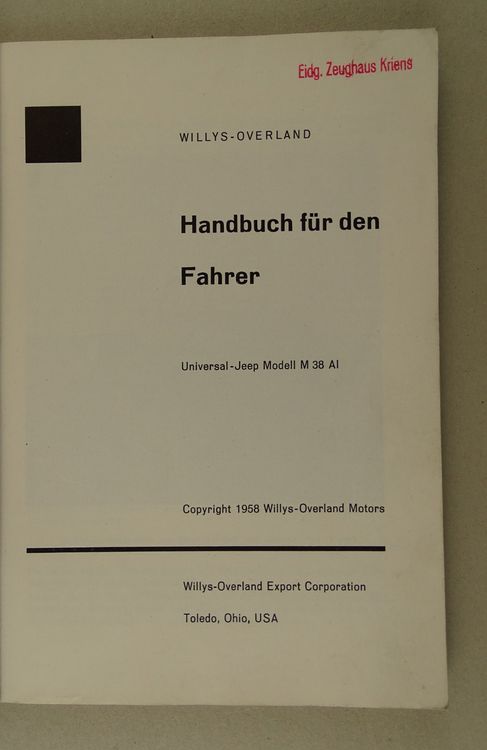 Eidg. Zeughaus Kriens
WILLYS-OVERLAND
Handbuch für den
Fahrer
Universal-Jeep Modell M 38 AI
Copyright 1958 Willys-Overland Motors
Willys-Overland Export Corporation
Toledo, Ohio, USA